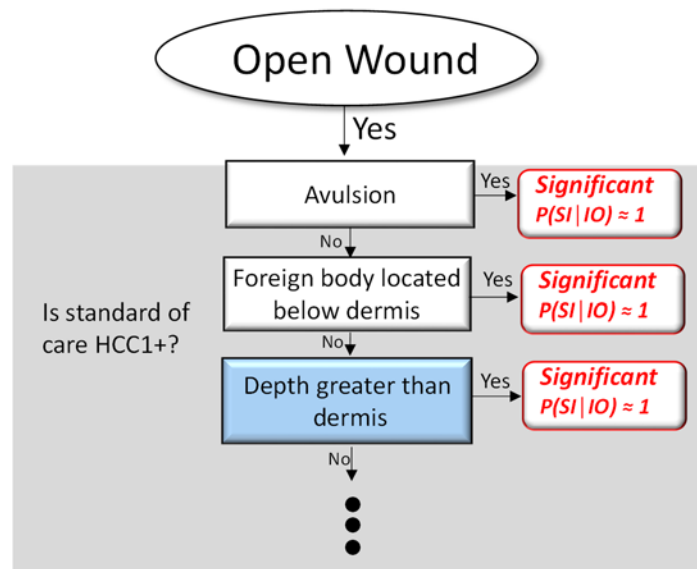 Open Wound
Yes
Avulsion
Yes
Significant
P(SI|IO) ≈ 1
No
Foreign body located
below dermis
Yes
Significant
P(SI|IO) ≈ 1
Is standard of
care HCC1+?
No
Depth greater than
dermis
Yes
Significant
P(SI|IO) ≈ 1
No